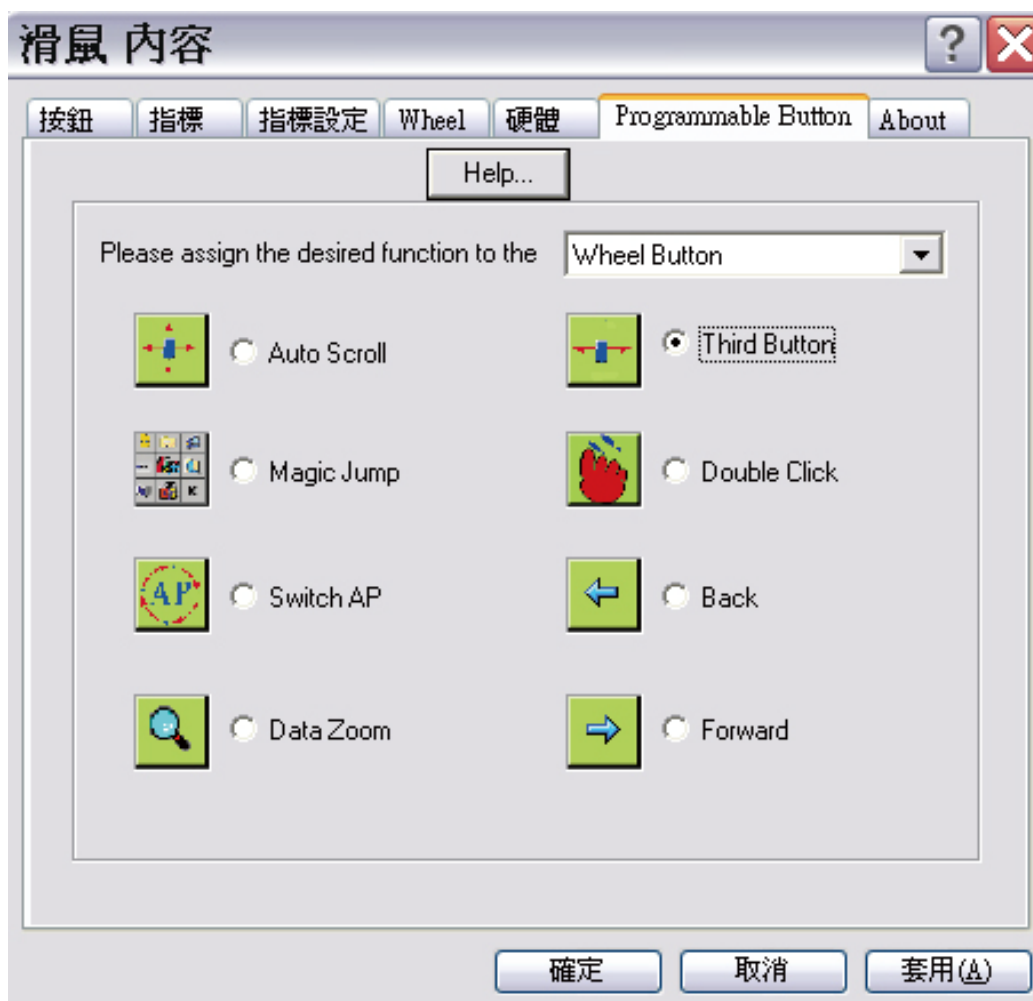 滑鼠 內容
按鈕 指標 指標設定 Wheel 硬體 Programmable Button About
Help...
Please assign the desired function to the Wheel Button
Auto Scroll Third Button
Magic Jump Double Click
AP Switch AP Back
Data Zoom Forward
確定 取消 套用(A)